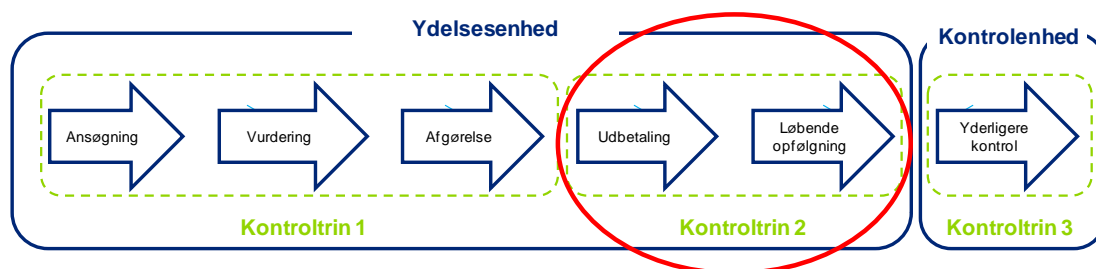 Ydelsesenhed
Kontrolenhed
Ansøgning
Vurdering
Afgørelse
Udbetaling
Løbende
opfølgning
Yderligere
kontrol
Kontroltrin 1
Kontroltrin 2
Kontroltrin 3